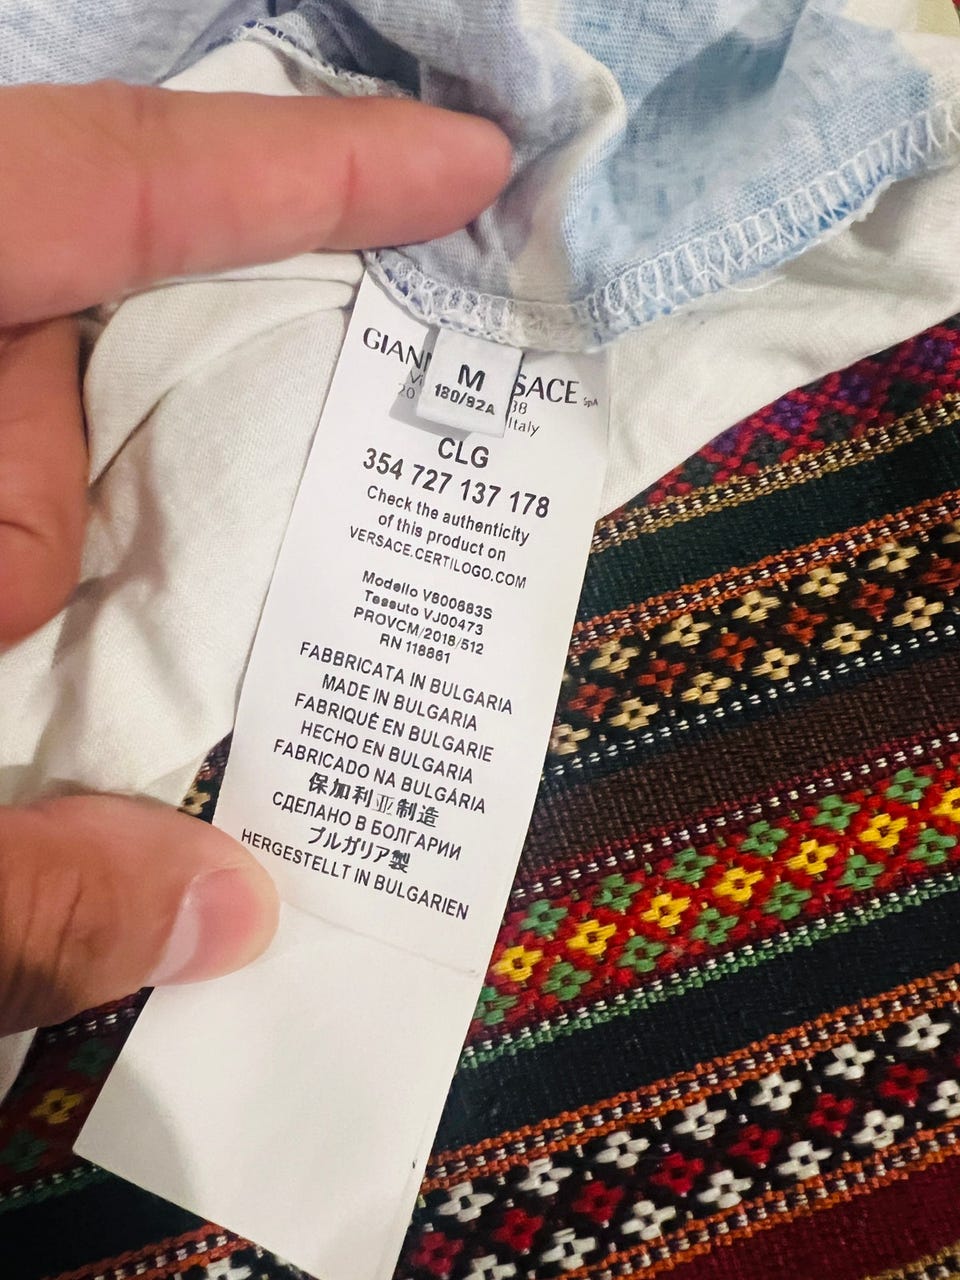 M
180/92A
CLG
354 727 137 178
Check the authenticity
of this product on
VERSACE.CERTILOGO.COM
Modello V800683S
Tessuto VJ00473
PROVCM/2018/512
RN 118861
FABBRICATA IN BULGARIA
MADE IN BULGARIA
FABRIQUÉ EN BULGARIE
HECHO EN BULGARIA
FABRICADO NA BULGÁRIA
保加利亚制造
СДЕЛАНО В БОЛГАРИИ
ブルガリア製
HERGESTELLT IN BULGARIEN